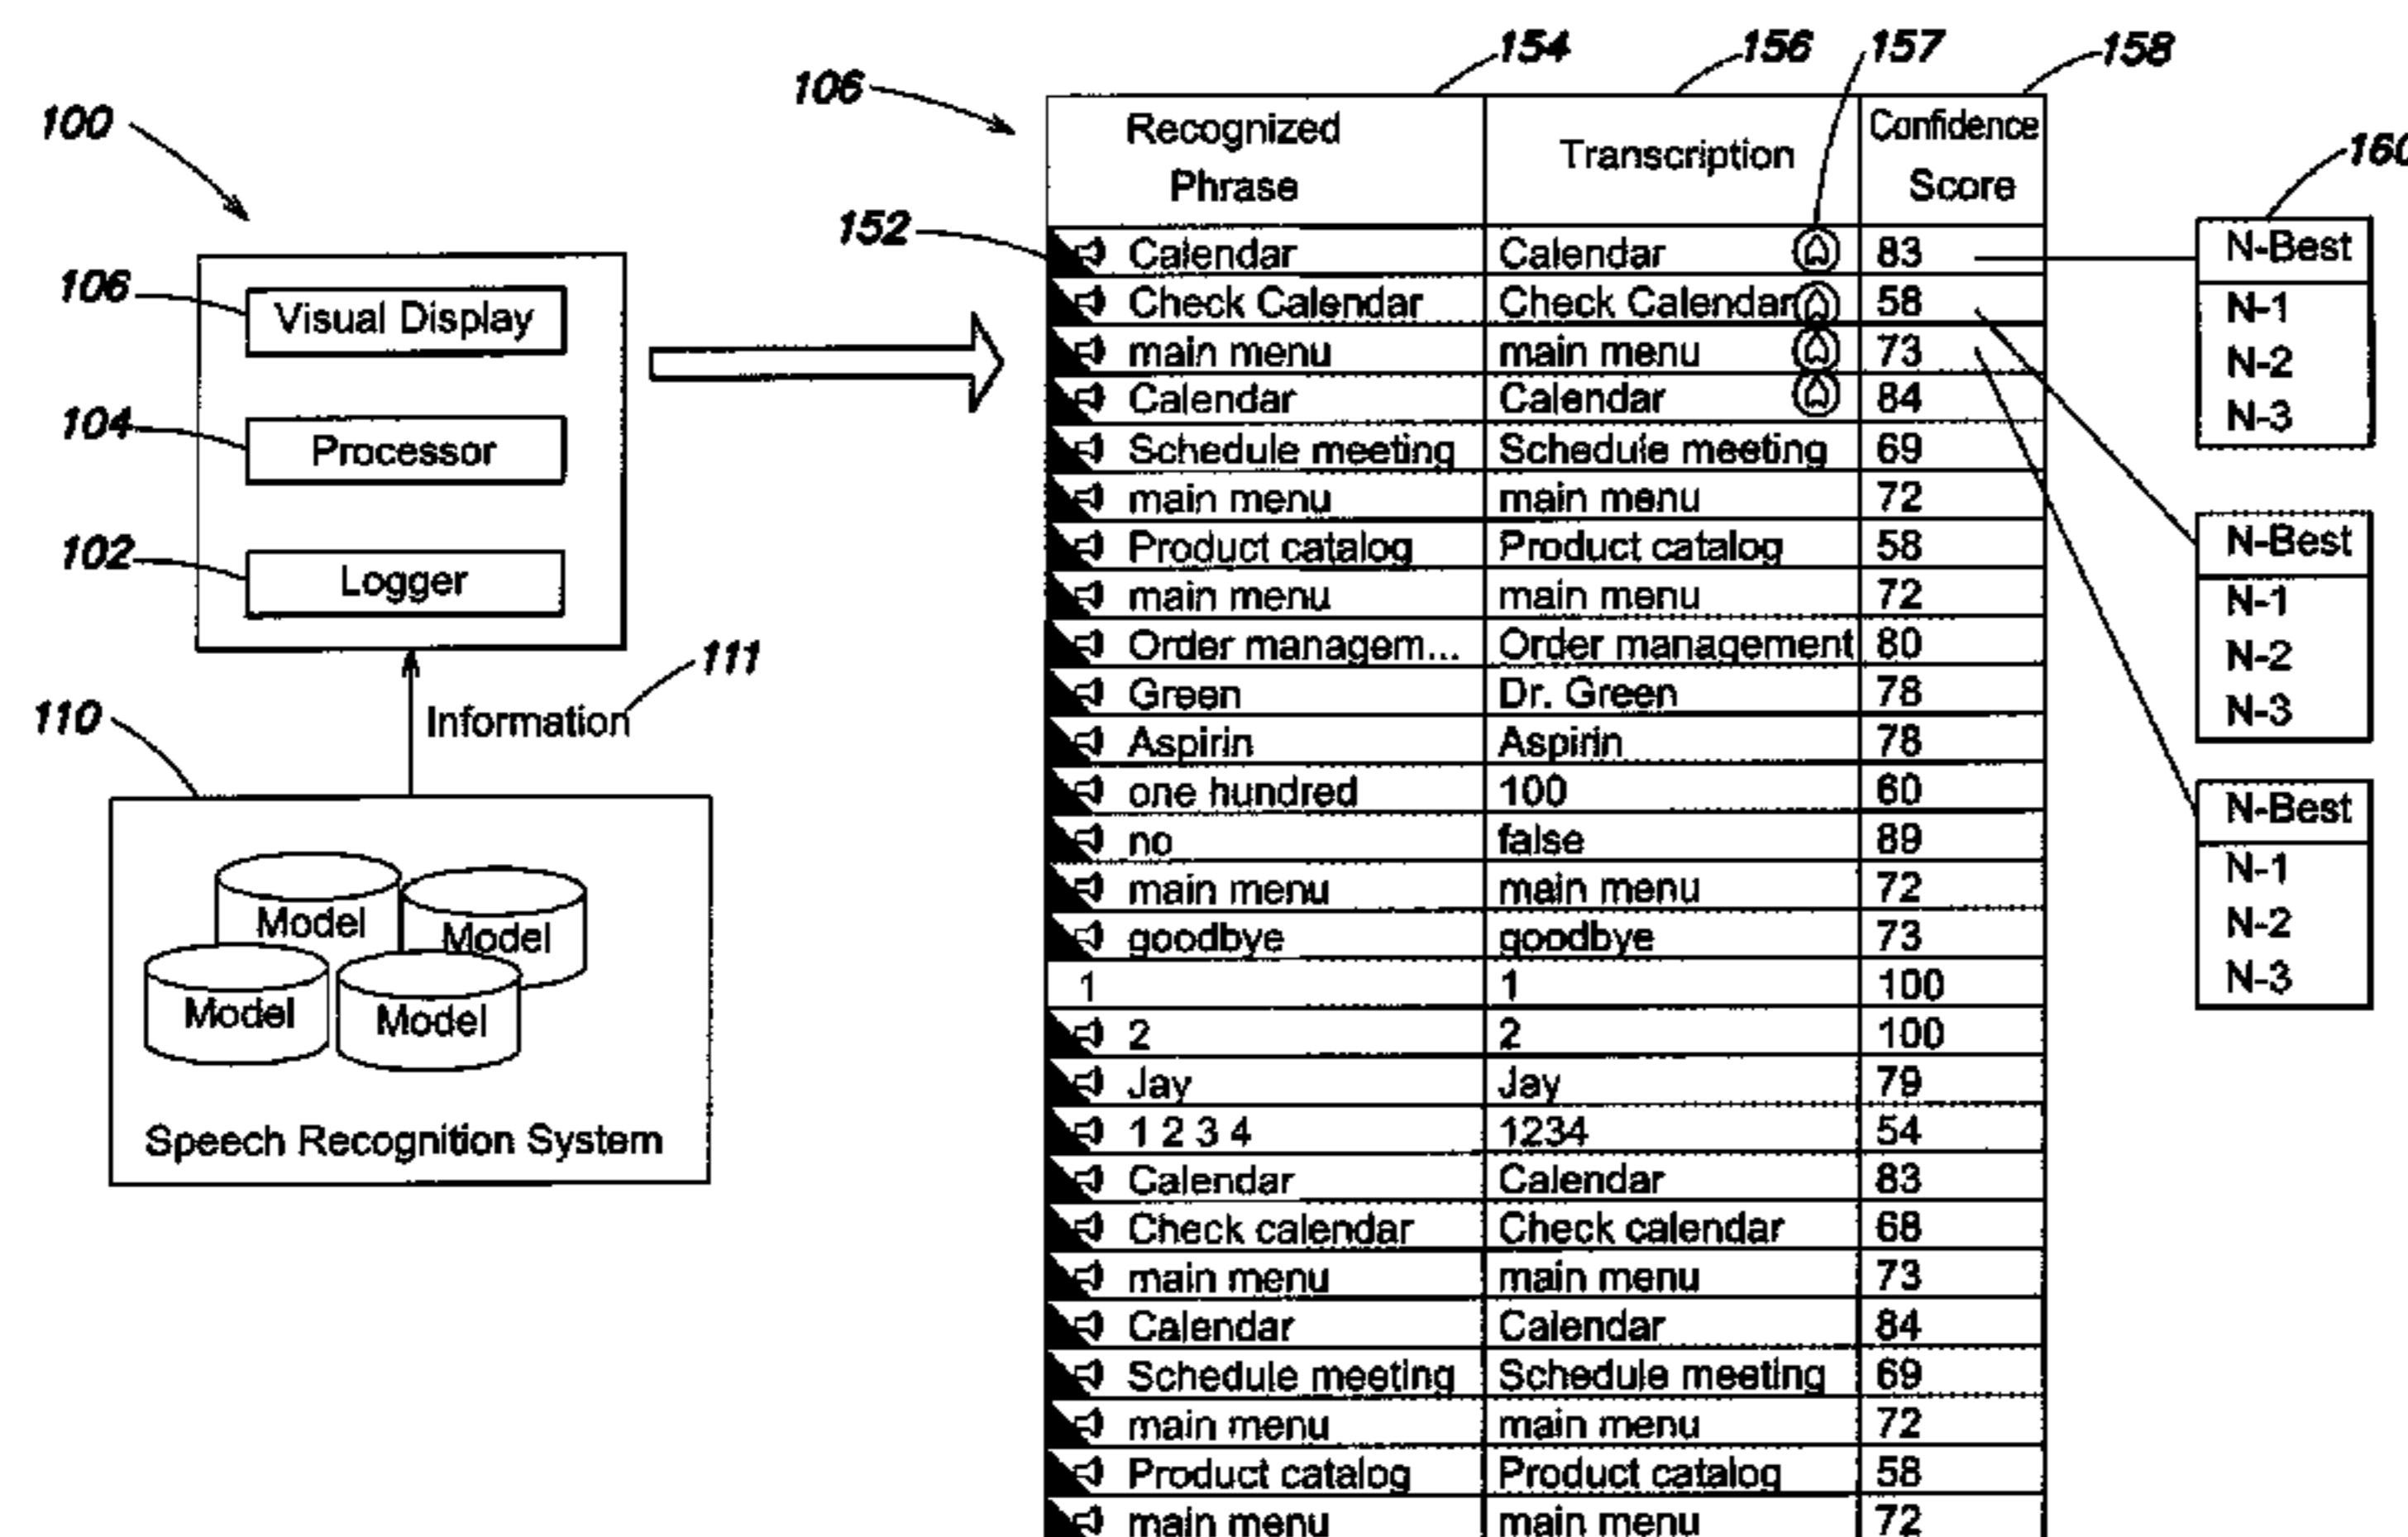 100
106
Visual Display
104
Processor
102
Logger
Information
111
110
Model
Model
Model
Model
Speech Recognition System
106
154
156
157
158
152
Recognized Phrase Transcription Confidence Score
Calendar Calendar 83
Check Calendar Check Calendar 58
main menu main menu 73
Calendar Calendar 84
Schedule meeting Schedule meeting 69
main menu main menu 72
Product catalog Product catalog 58
main menu main menu 72
Order managem... Order management 80
Green Dr. Green 78
Aspirin Aspirin 78
one hundred 100 60
no false 89
main menu main menu 72
goodbye goodbye 73
1 1 100
2 2 100
Jay Jay 79
1 2 3 4 1234 54
Calendar Calendar 83
Check calendar Check calendar 68
main menu main menu 73
Calendar Calendar 84
Schedule meeting Schedule meeting 69
main menu main menu 72
Product catalog Product catalog 58
main menu main menu 72
160
N-Best
N-1
N-2
N-3
N-Best
N-1
N-2
N-3
N-Best
N-1
N-2
N-3